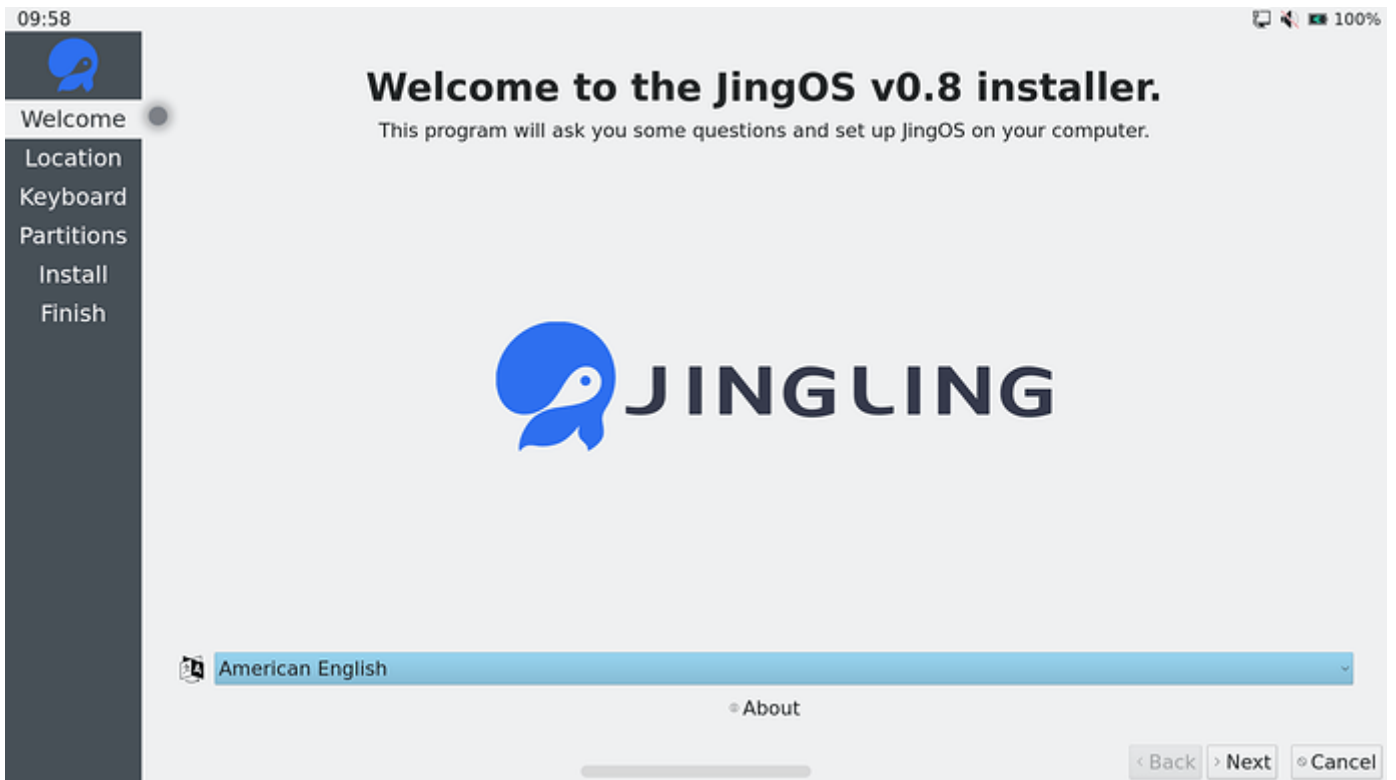 09:58
100%
Welcome
Location
Keyboard
Partitions
Install
Finish
Welcome to the JingOS v0.8 installer.
This program will ask you some questions and set up JingOS on your computer.
JINGLING
American English
About
Back
Next
Cancel